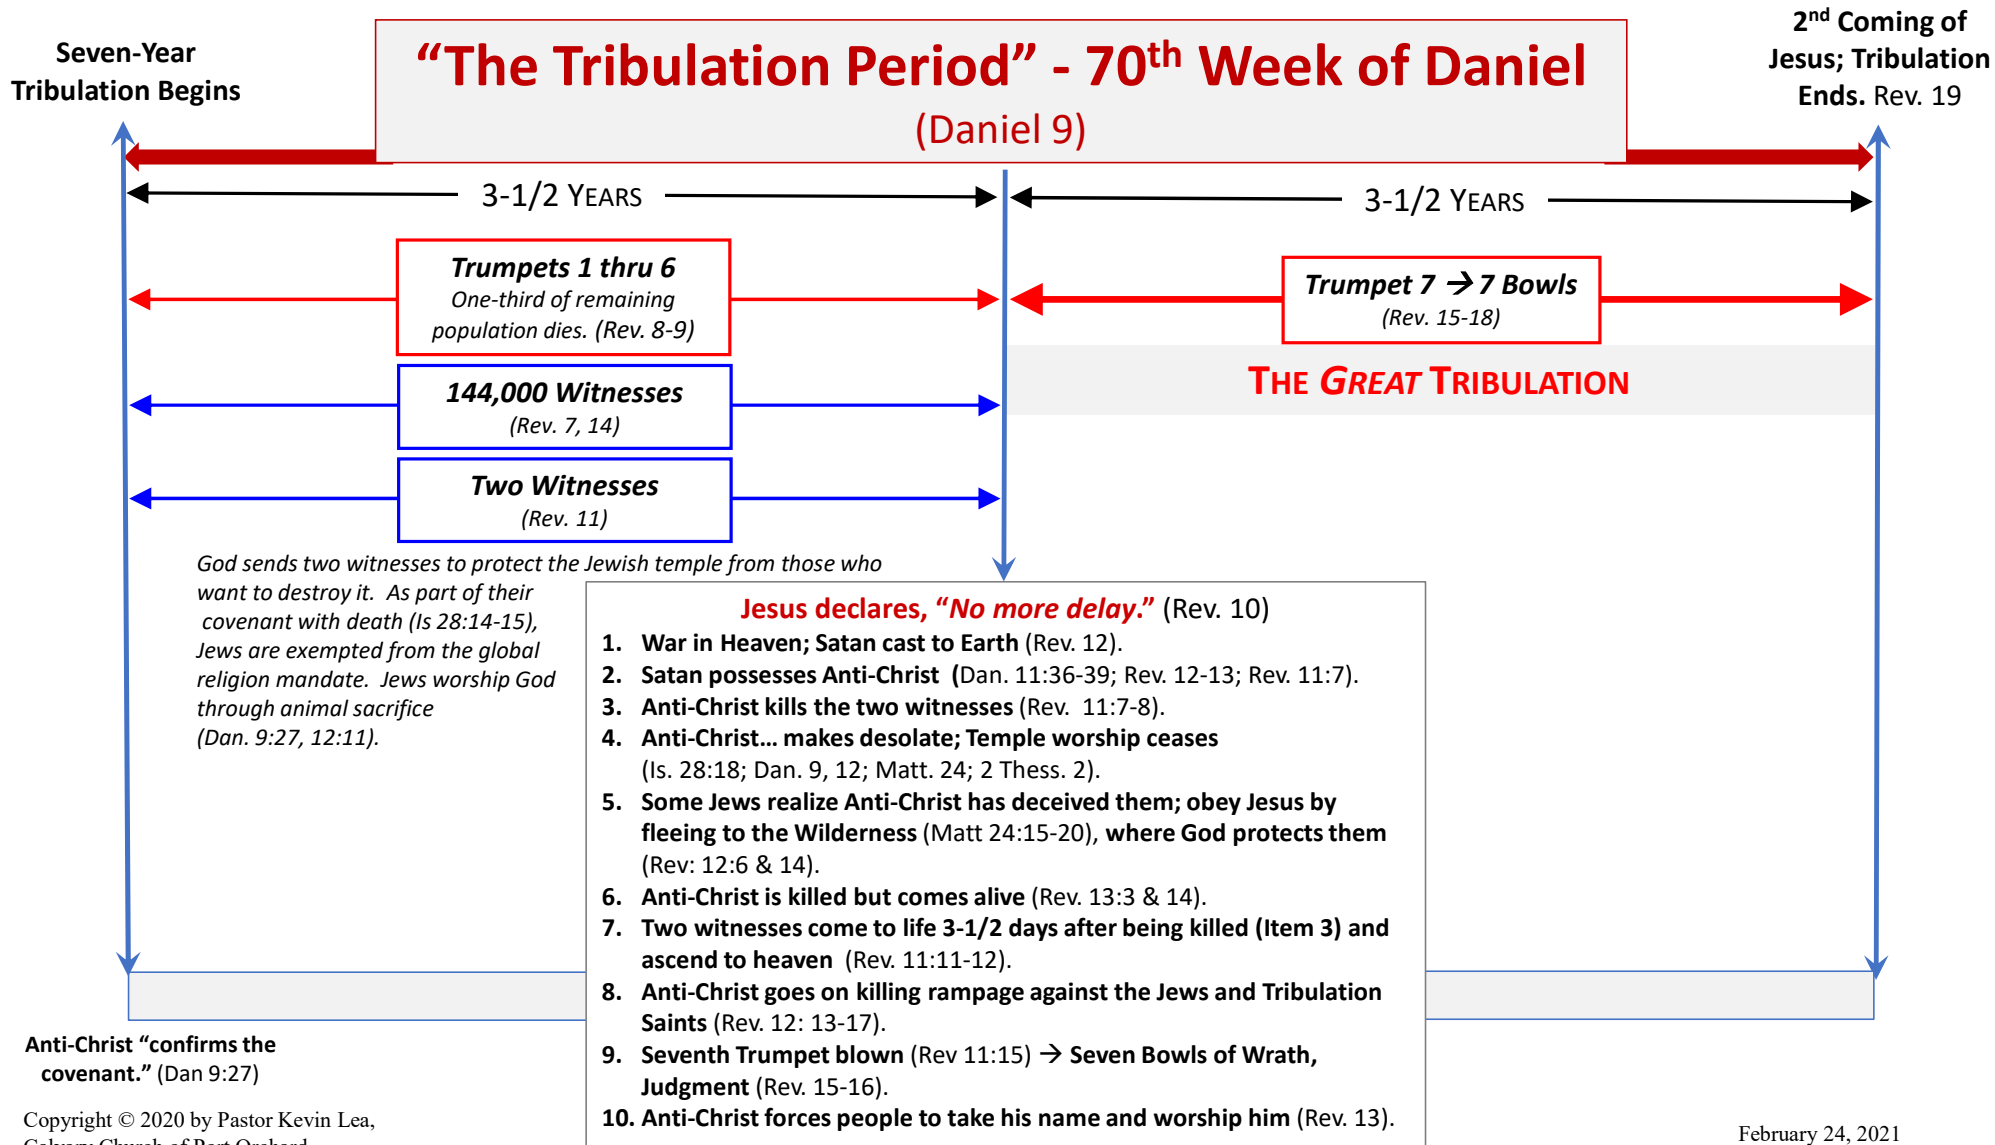 Seven-Year
Tribulation Begins
“The Tribulation Period” - 70th Week of Daniel
(Daniel 9)
2nd Coming of
Jesus; Tribulation
Ends. Rev. 19
3-1/2 YEARS
3-1/2 YEARS
Trumpets 1 thru 6
One-third of remaining
population dies. (Rev. 8-9)
Trumpet 7 → 7 Bowls
(Rev. 15-18)
THE GREAT TRIBULATION
144,000 Witnesses
(Rev. 7, 14)
Two Witnesses
(Rev. 11)
God sends two witnesses to protect the Jewish temple from those who
want to destroy it. As part of their
covenant with death (Is 28:14-15),
Jews are exempted from the global
religion mandate. Jews worship God
through animal sacrifice
(Dan. 9:27, 12:11).
Jesus declares, “No more delay.” (Rev. 10)
1. War in Heaven; Satan cast to Earth (Rev. 12).
2. Satan possesses Anti-Christ (Dan. 11:36-39; Rev. 12-13; Rev. 11:7).
3. Anti-Christ kills the two witnesses (Rev. 11:7-8).
4. Anti-Christ… makes desolate; Temple worship ceases
(Is. 28:18; Dan. 9, 12; Matt. 24; 2 Thess. 2).
5. Some Jews realize Anti-Christ has deceived them; obey Jesus by
fleeing to the Wilderness (Matt 24:15-20), where God protects them
(Rev: 12:6 & 14).
6. Anti-Christ is killed but comes alive (Rev. 13:3 & 14).
7. Two witnesses come to life 3-1/2 days after being killed (Item 3) and
ascend to heaven (Rev. 11:11-12).
8. Anti-Christ goes on killing rampage against the Jews and Tribulation
Saints (Rev. 12: 13-17).
9. Seventh Trumpet blown (Rev 11:15) → Seven Bowls of Wrath,
Judgment (Rev. 15-16).
10. Anti-Christ forces people to take his name and worship him (Rev. 13).
Anti-Christ “confirms the
covenant.” (Dan 9:27)
Copyright © 2020 by Pastor Kevin Lea,
Calvary Church of Port Orchard
February 24, 2021